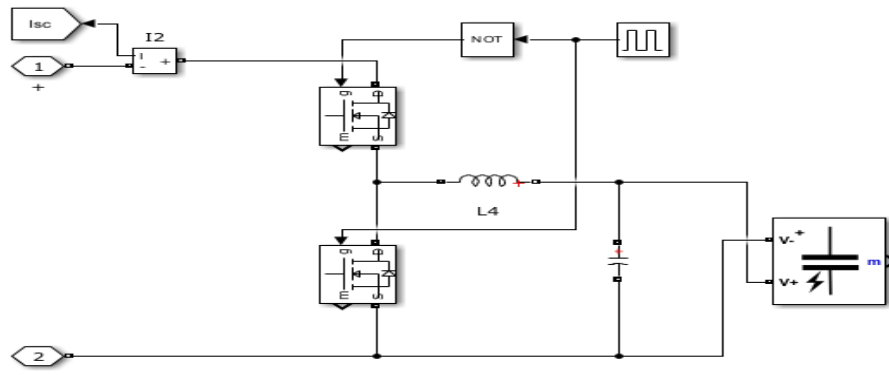 Isc
I2
NOT
i
1
-
+
+
g
D
m
S
+
L4
g
D
m
S
+
V-
+
m
V+
2